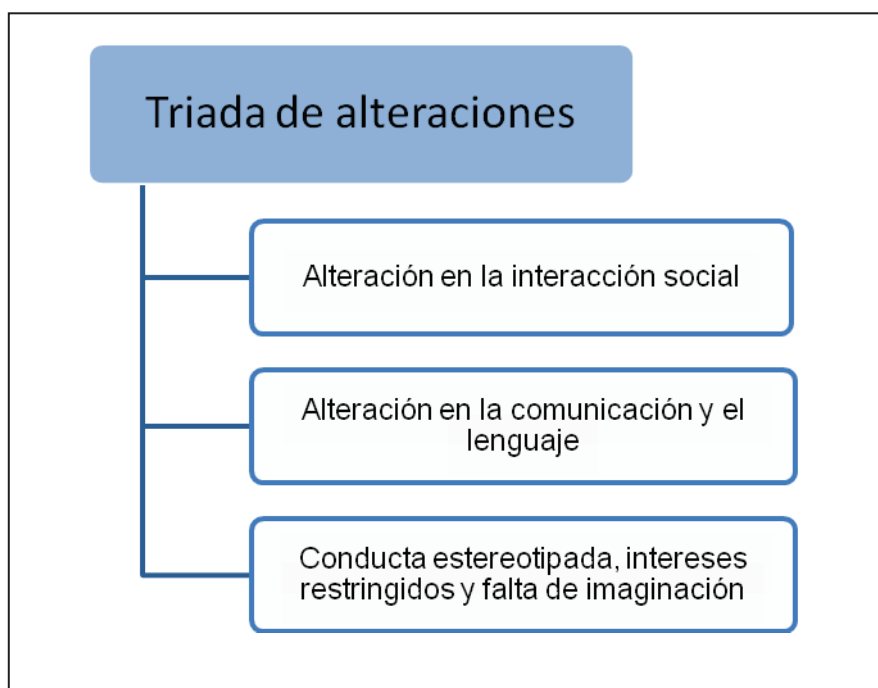 Triada de alteraciones
Alteración en la interacción social
Alteración en la comunicación y el
lenguaje
Conducta estereotipada, intereses
restringidos y falta de imaginación